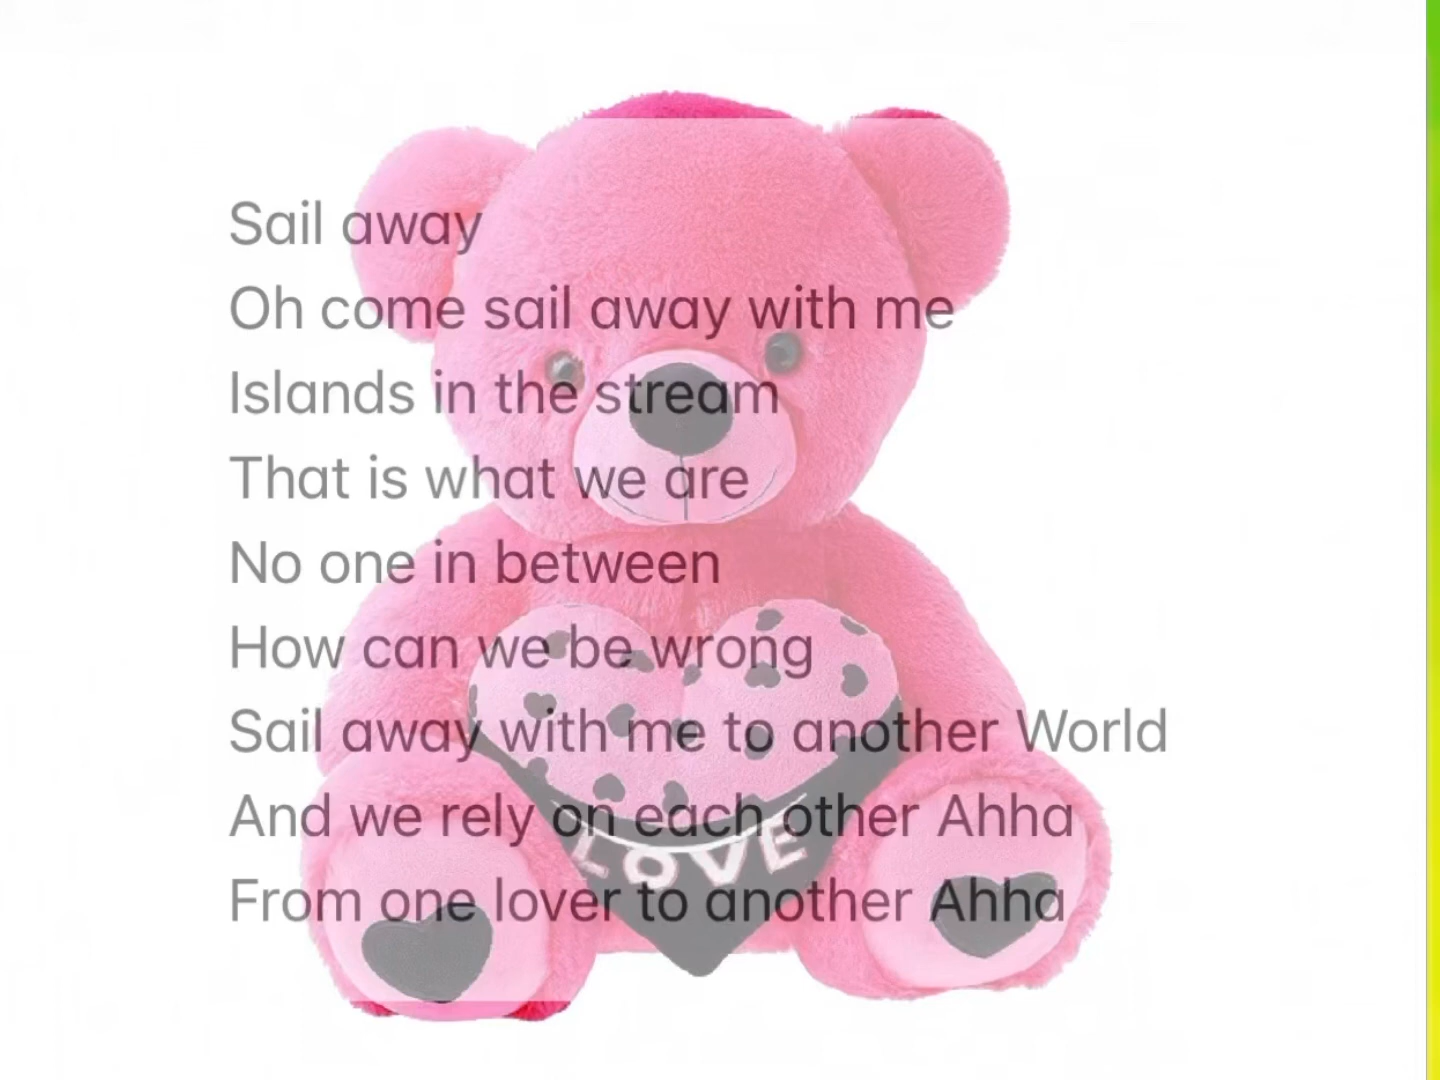 Sail away
Oh come sail away with me
Islands in the stream
That is what we are
No one in between
How can we be wrong
Sail away with me to another World
And we rely on each other Ahha
LOVE
From one lover to another Ahha